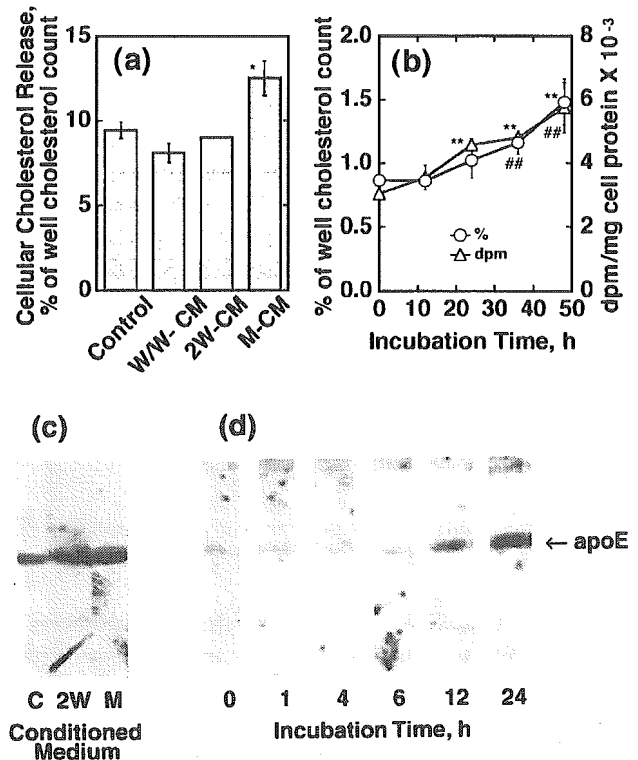 Cellular Cholesterol Release,
% of well cholesterol count
15
10
5
0
(a)
*
Control
W/W- CM
2W-CM
M-CM
% of well cholesterol count
2.0
1.5
1.0
0.5
0.0
(b)
**
**
**
##
##
%
dpm
8
6
4
2
0
dpm/mg cell protein X 10⁻³
0 10 20 30 40 50
Incubation Time, h
(c)
C 2W M
Conditioned
Medium
(d)
← apoE
0 1 4 6 12 24
Incubation Time, h